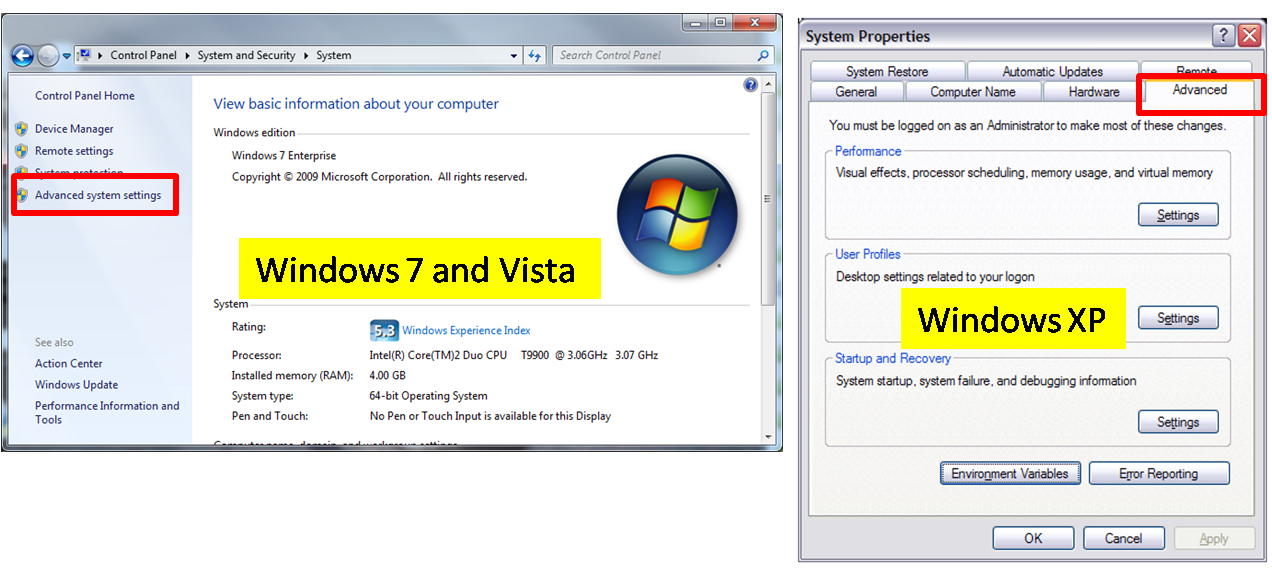 Control Panel
System and Security
System
Search Control Panel
Control Panel Home
Device Manager
Remote settings
System protection
Advanced system settings
See also
Action Center
Windows Update
Performance Information and
Tools
View basic information about your computer
Windows edition
Windows 7 Enterprise
Copyright © 2009 Microsoft Corporation. All rights reserved.
Windows 7 and Vista
System
Rating:
5.3 Windows Experience Index
Processor: Intel(R) Core(TM)2 Duo CPU T9900 @ 3.06GHz 3.07 GHz
Installed memory (RAM): 4.00 GB
System type: 64-bit Operating System
Pen and Touch: No Pen or Touch Input is available for this Display
Computer name, domain, and workgroup settings
System Properties
System Restore
Automatic Updates
Remote
General
Computer Name
Hardware
Advanced
You must be logged on as an Administrator to make most of these changes.
Performance
Visual effects, processor scheduling, memory usage, and virtual memory
Settings
User Profiles
Desktop settings related to your logon
Windows XP
Settings
Startup and Recovery
System startup, system failure, and debugging information
Settings
Environment Variables
Error Reporting
OK
Cancel
Apply